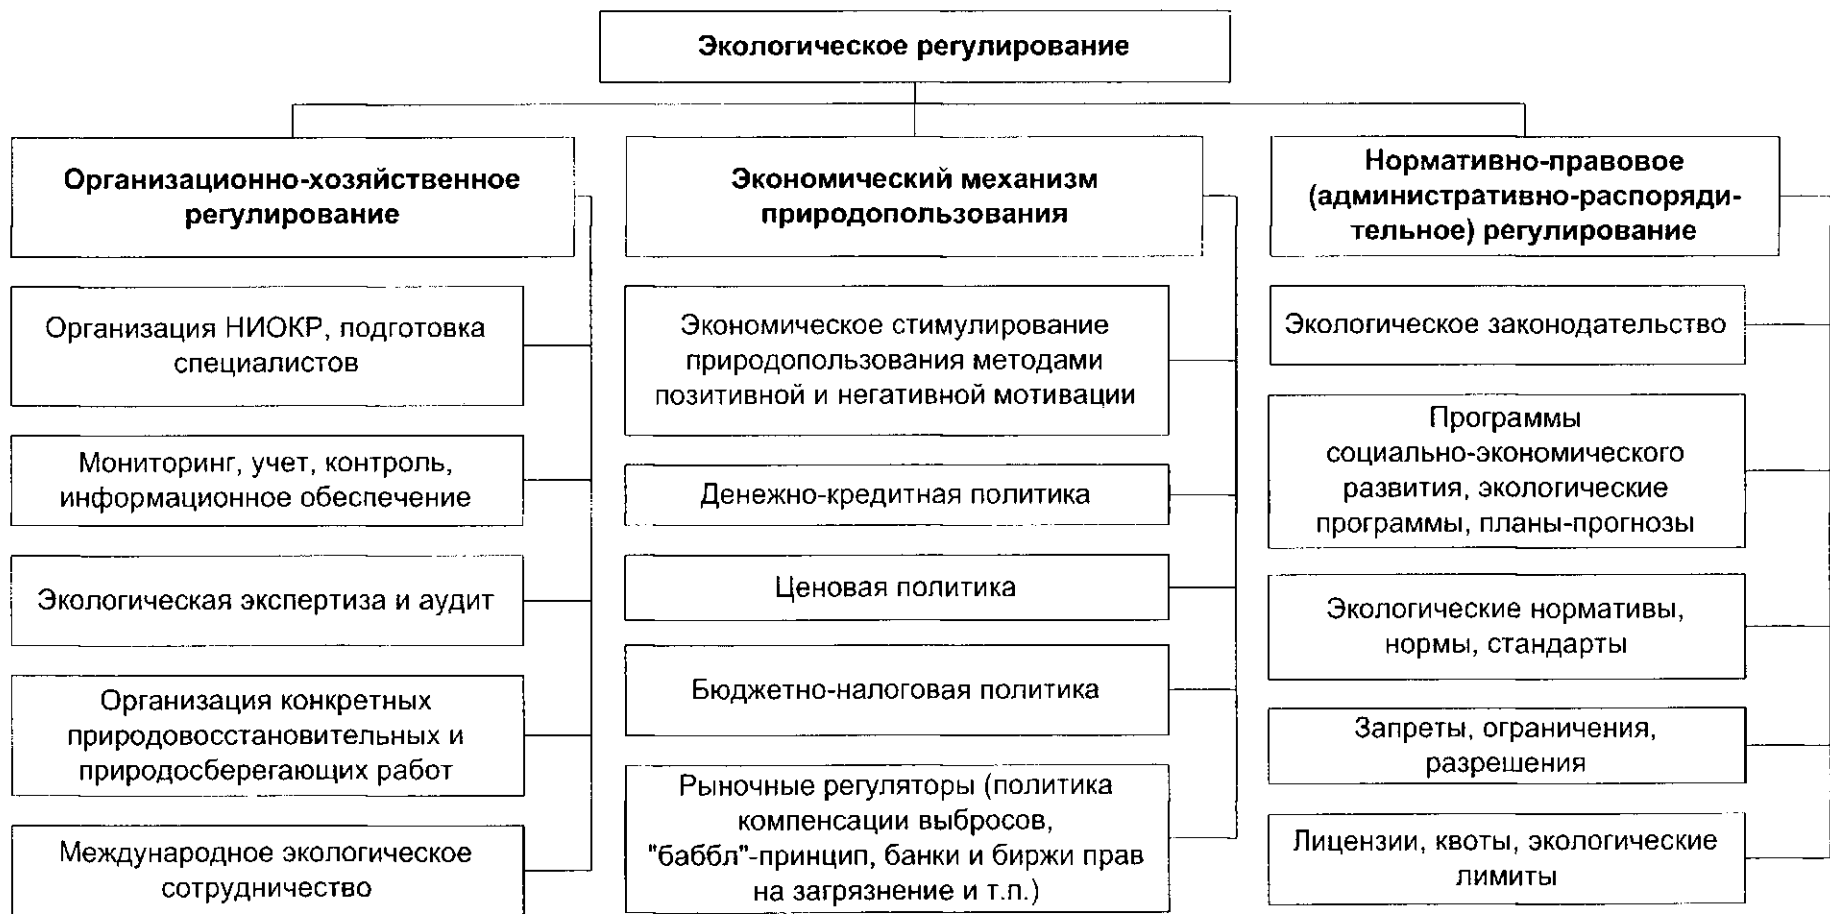 Экологическое регулирование
Организационно-хозяйственное
регулирование
Организация НИОКР, подготовка
специалистов
Мониторинг, учет, контроль,
информационное обеспечение
Экологическая экспертиза и аудит
Организация конкретных
природовосстановительных и
природосберегающих работ
Международное экологическое
сотрудничество
Экономический механизм
природопользования
Экономическое стимулирование
природопользования методами
позитивной и негативной мотивации
Денежно-кредитная политика
Ценовая политика
Бюджетно-налоговая политика
Рыночные регуляторы (политика
компенсации выбросов,
"баббл"-принцип, банки и биржи прав
на загрязнение и т.п.)
Нормативно-правовое
(административно-распоряди-
тельное) регулирование
Экологическое законодательство
Программы
социально-экономического
развития, экологические
программы, планы-прогнозы
Экологические нормативы,
нормы, стандарты
Запреты, ограничения,
разрешения
Лицензии, квоты, экологические
лимиты